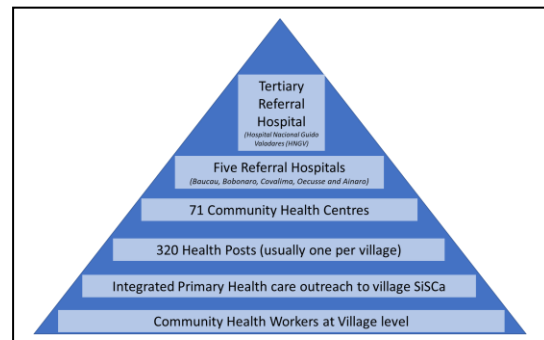 Tertiary
Referral
Hospital
(Hospital Nacional Guido
Valadares (HNGV)
Five Referral Hospitals
(Baucau, Bobonaro, Covalima, Oecusse and Ainaro)
71 Community Health Centres
320 Health Posts (usually one per village)
Integrated Primary Health care outreach to village SiSCa
Community Health Workers at Village level